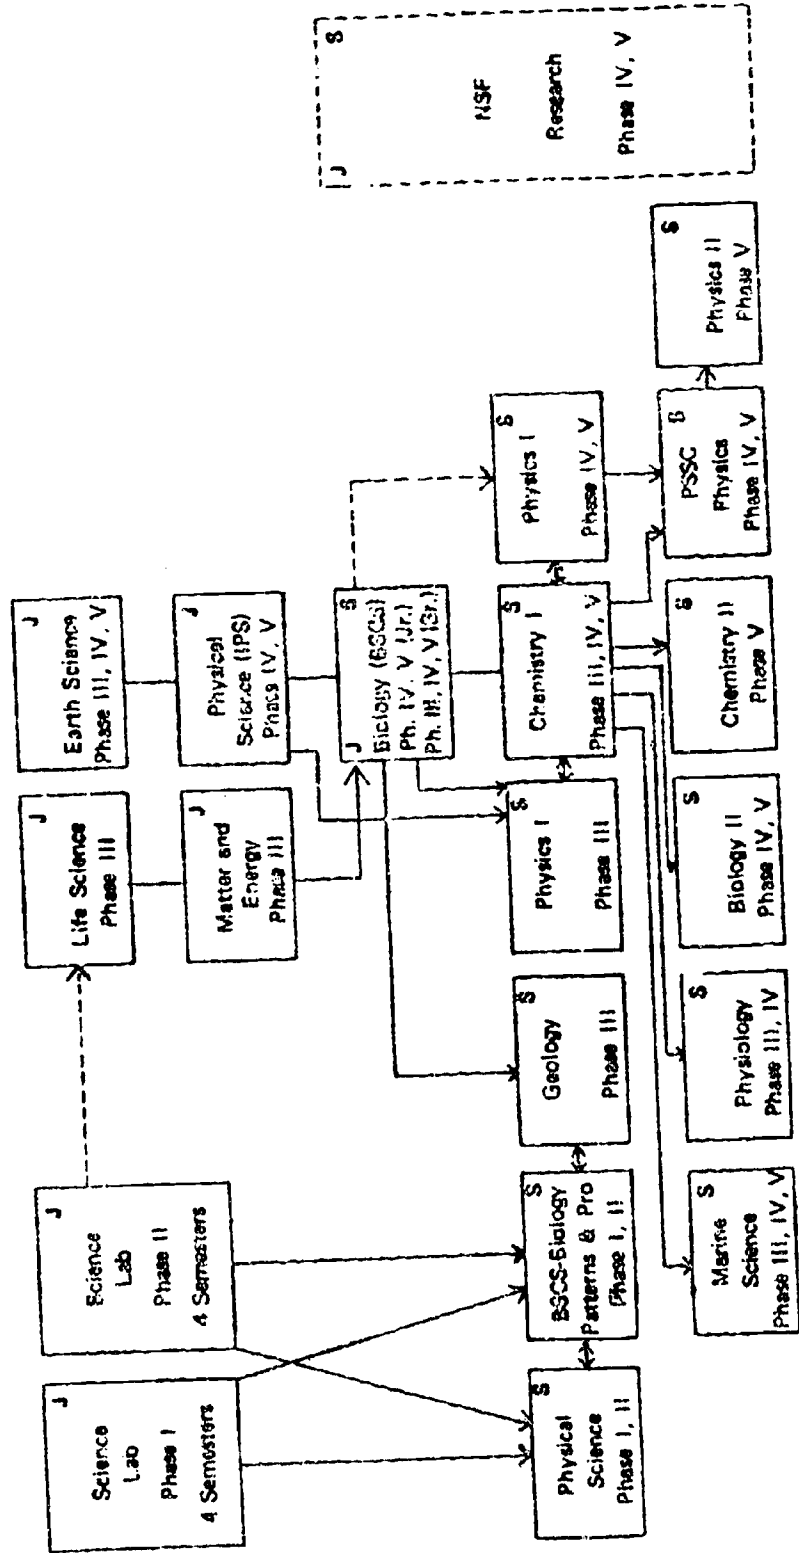 J
Science
Lab
Phase I
4 Semesters
J
Science
Lab
Phase II
4 Semesters
J
Life Science
Phase III
J
Earth Science
Phase III, IV, V
J
Matter and
Energy
Phase III
J
Physical
Science (IPS)
Phase IV, V
J S
Biology (BSCS)
Ph. IV, V (Jr.)
Ph. III, IV, V (Sr.)
J S
NSF
Research
Phase IV, V
S
Physical
Science
Phase I, II
S
BSCS-Biology
Patterns & Pro
Phase I, II
S
Geology
Phase III
S
Physics I
Phase III
S
Chemistry I
Phase III, IV, V
S
Physics I
Phase IV, V
S
Marine
Science
Phase III, IV, V
S
Physiology
Phase III, IV
S
Biology II
Phase IV, V
S
Chemistry II
Phase V
S
PSSC
Physics
Phase IV, V
S
Physics II
Phase V